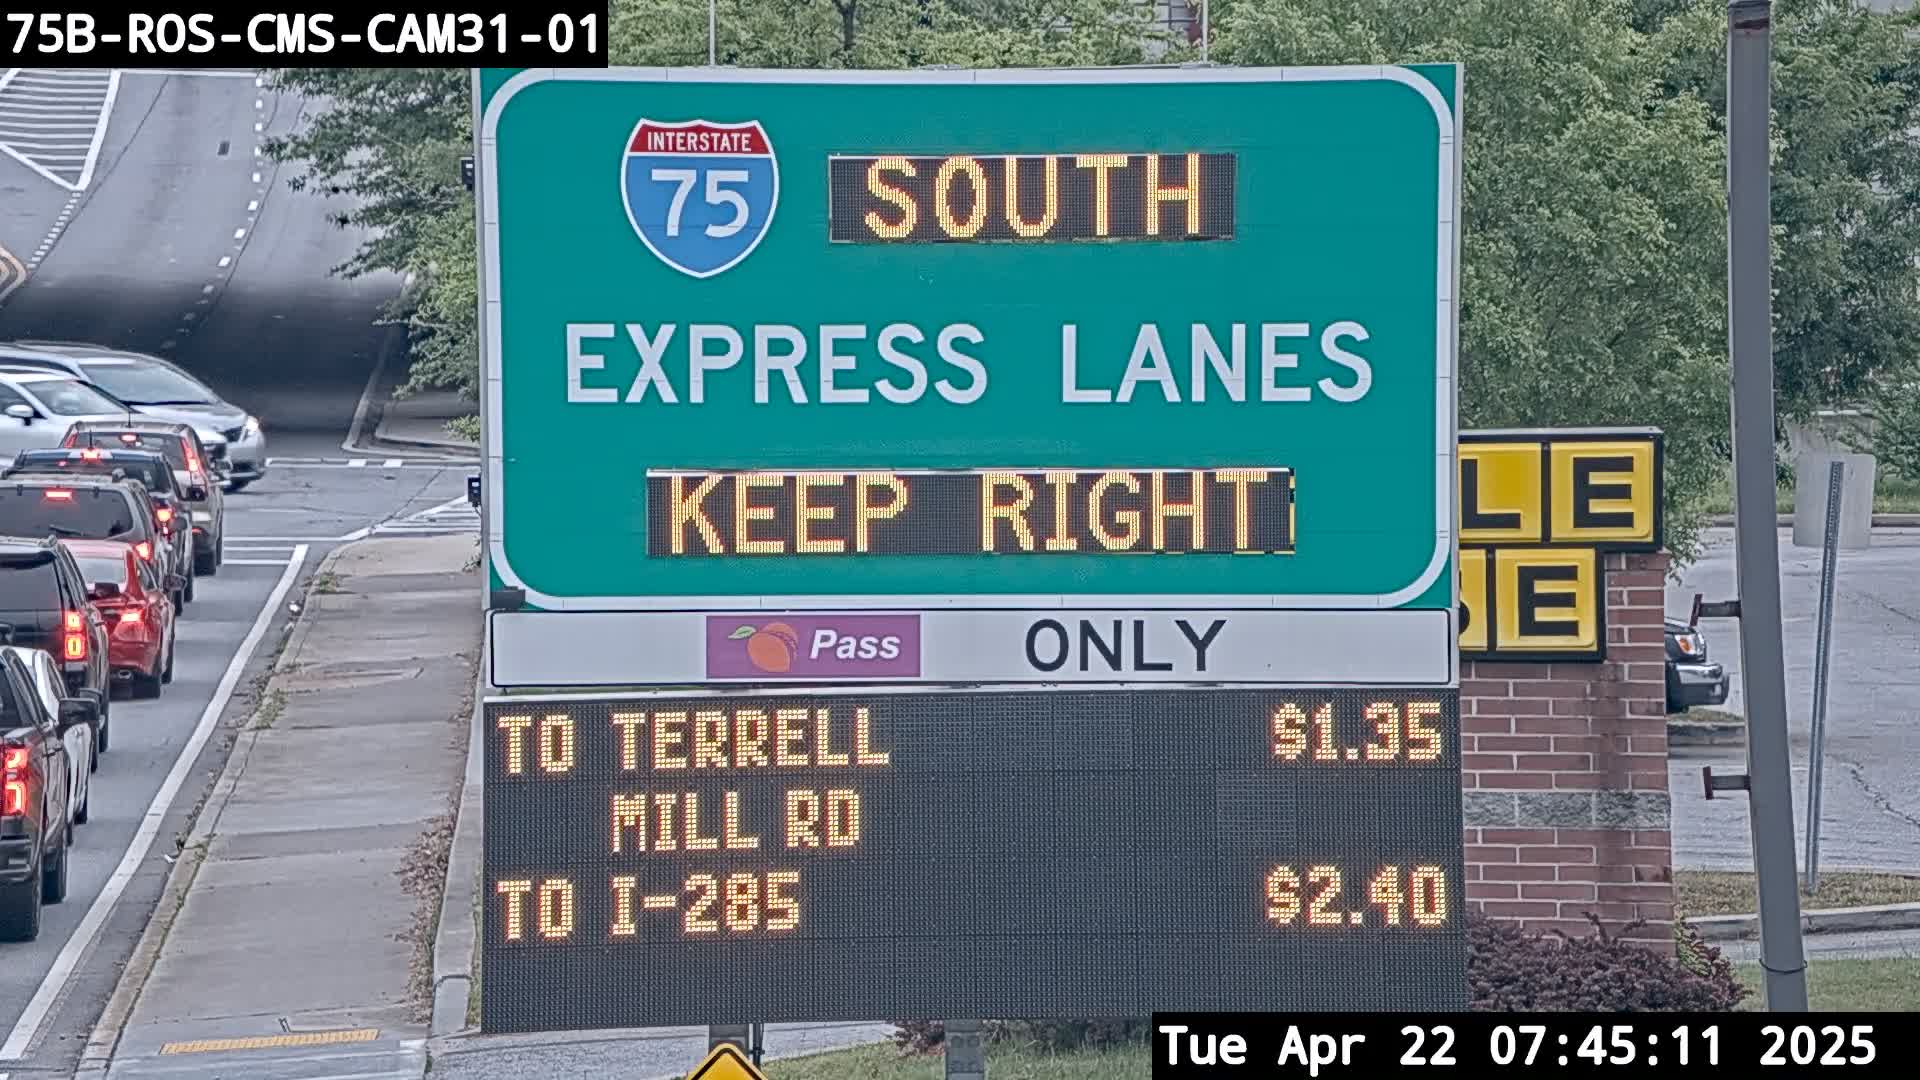 75B-ROS-CMS-CAM31-01
INTERSTATE
75
SOUTH
EXPRESS LANES
KEEP RIGHT
Pass ONLY
TO TERRELL $1.35
MILL RD
TO I-285 $2.40
LE
E
Tue Apr 22 07:45:11 2025